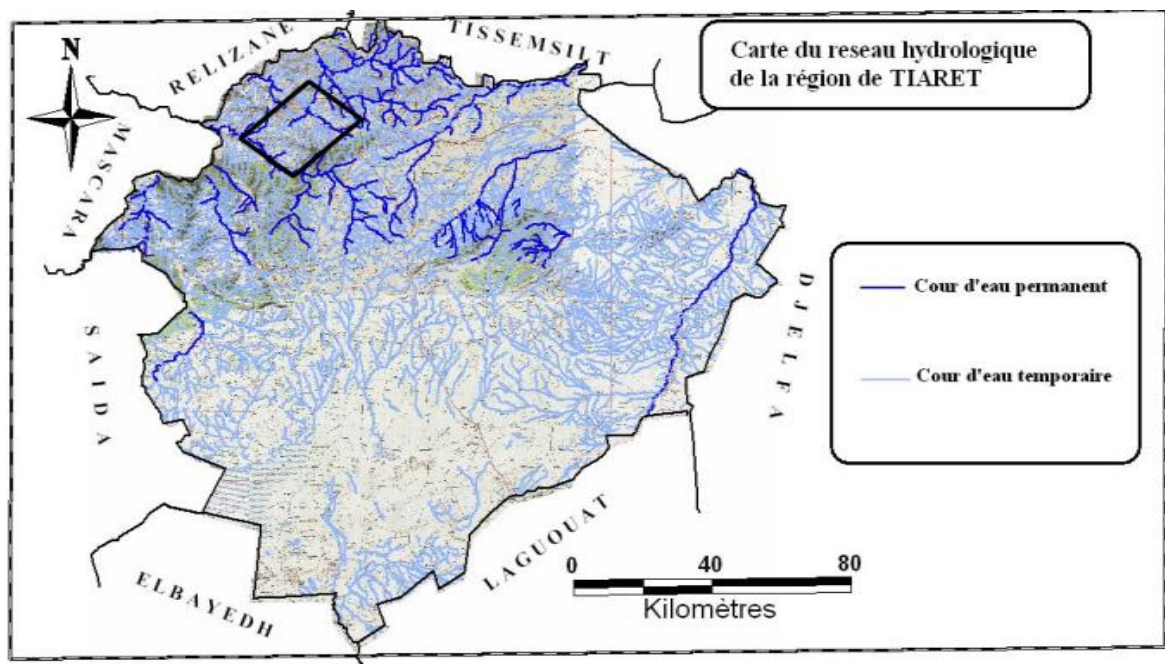 N
RELIZANE
TISSEMSILT
Carte du reseau hydrologique
de la région de TIARET
MASCARA
SAIDA
DJELFA
Cour d'eau permanent
Cour d'eau temporaire
ELBAYEDH
LAGUOUAT
0 40 80
Kilomètres